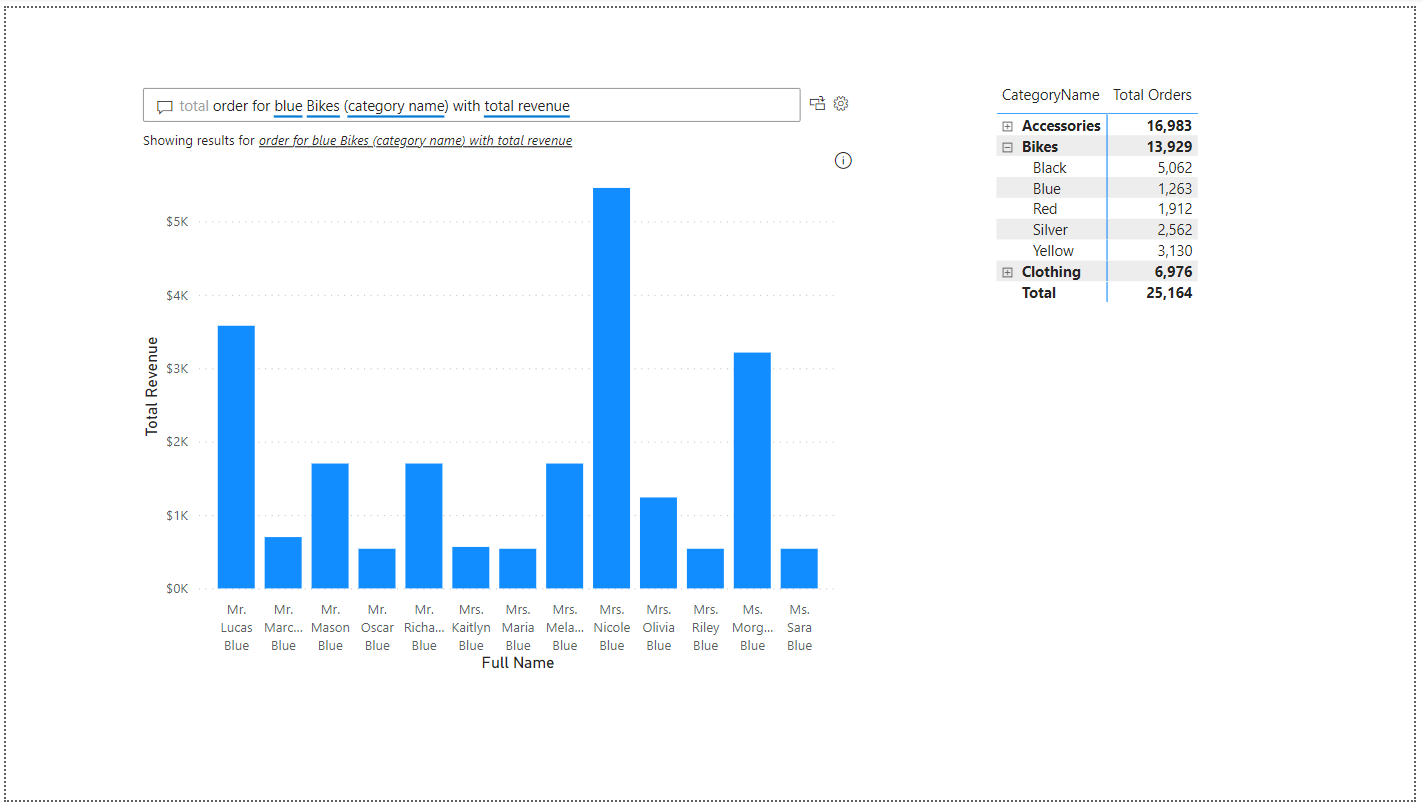 total order for blue Bikes (category name) with total revenue
Showing results for order for blue Bikes (category name) with total revenue
Total Revenue
$5K
$4K
$3K
$2K
$1K
$0K
Mr. Lucas Blue
Mr. Marc... Blue
Mr. Mason Blue
Mr. Oscar Blue
Mr. Richa... Blue
Mrs. Kaitlyn Blue
Mrs. Maria Blue
Mrs. Mela... Blue
Mrs. Nicole Blue
Mrs. Olivia Blue
Mrs. Riley Blue
Ms. Morg... Blue
Ms. Sara Blue
Full Name
CategoryName Total Orders
Accessories 16,983
Bikes 13,929
Black 5,062
Blue 1,263
Red 1,912
Silver 2,562
Yellow 3,130
Clothing 6,976
Total 25,164